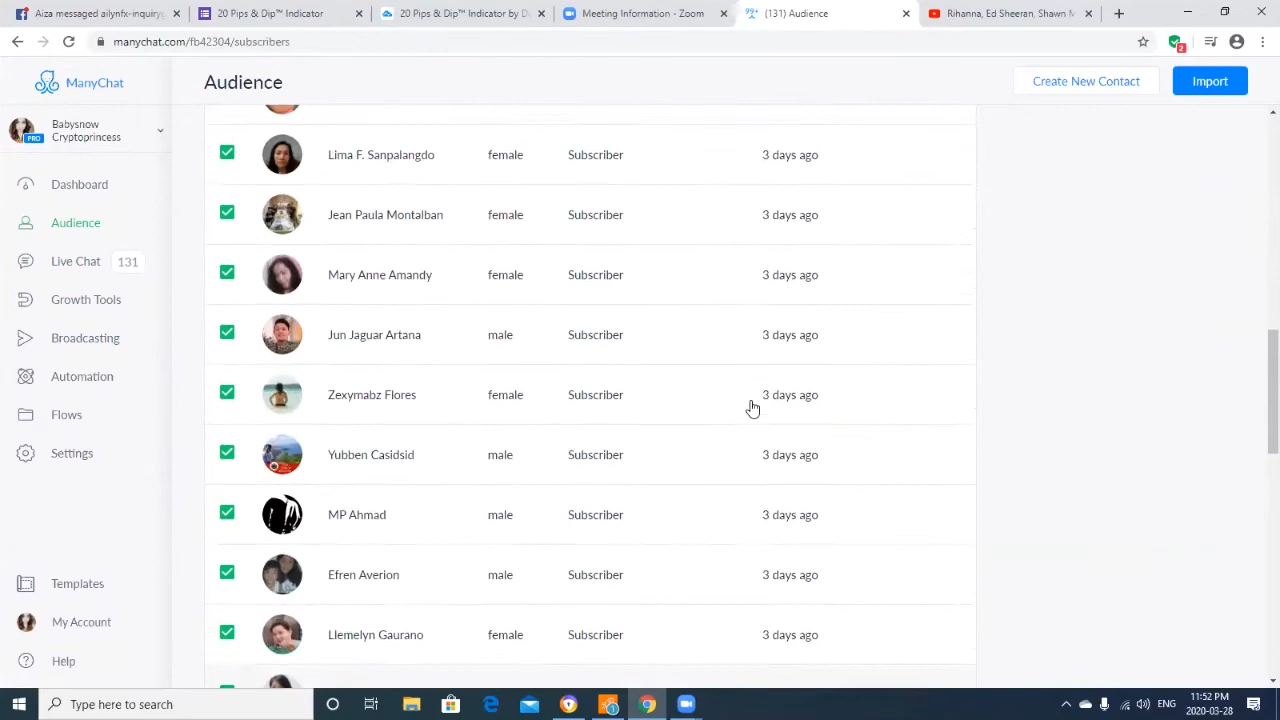 I messaged ailynk-inquiry
20 Pips & Dip™ Indicator
20 Pips & Dip™ Indicator by D
Meeting Information - Zoom
(131) Audience
Rihanna, Ed Sheeran, Shawn M
manychat.com/fb42304/subscribers
2
ManyChat
Audience
Create New Contact
Import
Babysnow
Cryptoprincess
PRO
Dashboard
Audience
Live Chat 131
Growth Tools
Broadcasting
Automation
Flows
Settings
Templates
My Account
Help
Lima F. Sanpalangdo female Subscriber 3 days ago
Jean Paula Montalban female Subscriber 3 days ago
Mary Anne Amandy female Subscriber 3 days ago
Jun Jaguar Artana male Subscriber 3 days ago
Zexymabz Flores female Subscriber 3 days ago
Yubben Casidsid male Subscriber 3 days ago
MP Ahmad male Subscriber 3 days ago
Efren Averion male Subscriber 3 days ago
Llemelyn Gaurano female Subscriber 3 days ago
Type here to search
ENG
11:52 PM
2020-03-28